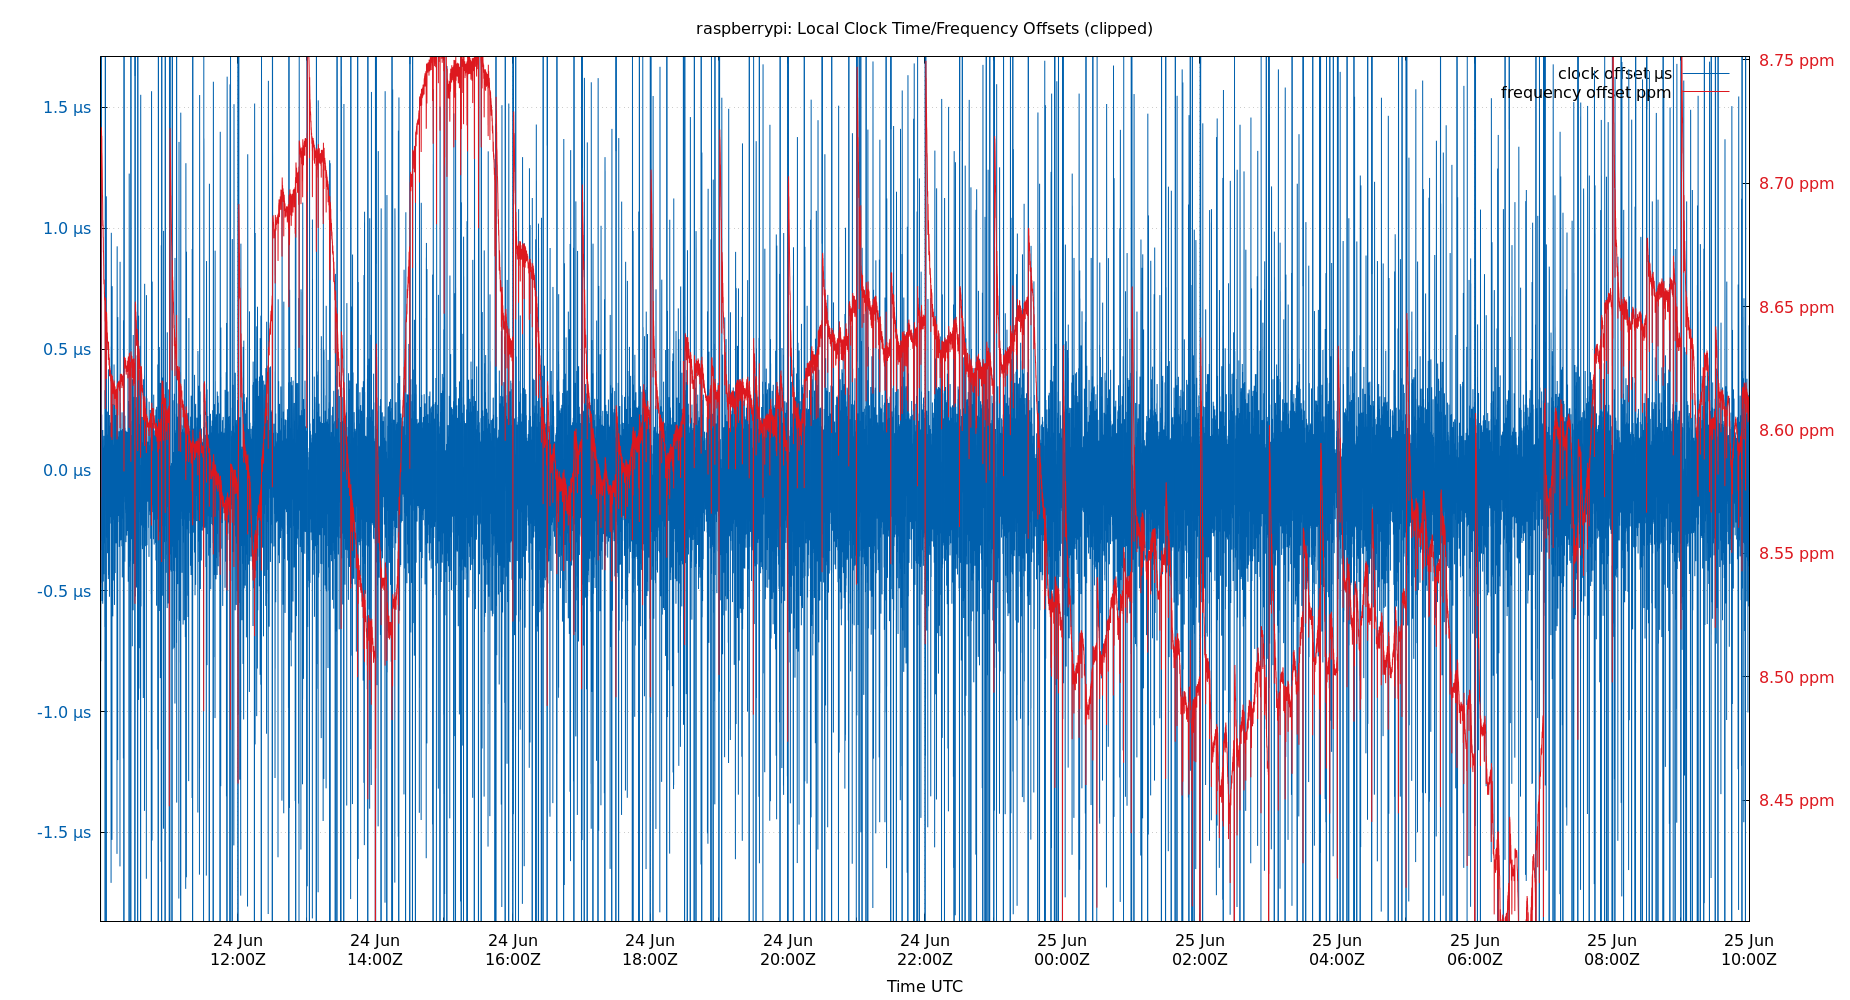 raspberrypi: Local Clock Time/Frequency Offsets (clipped)
clock offset µs
frequency offset ppm
1.5 µs
1.0 µs
0.5 µs
0.0 µs
-0.5 µs
-1.0 µs
-1.5 µs
8.75 ppm
8.70 ppm
8.65 ppm
8.60 ppm
8.55 ppm
8.50 ppm
8.45 ppm
24 Jun
12:00Z
24 Jun
14:00Z
24 Jun
16:00Z
24 Jun
18:00Z
24 Jun
20:00Z
24 Jun
22:00Z
25 Jun
00:00Z
25 Jun
02:00Z
25 Jun
04:00Z
25 Jun
06:00Z
25 Jun
08:00Z
25 Jun
10:00Z
Time UTC